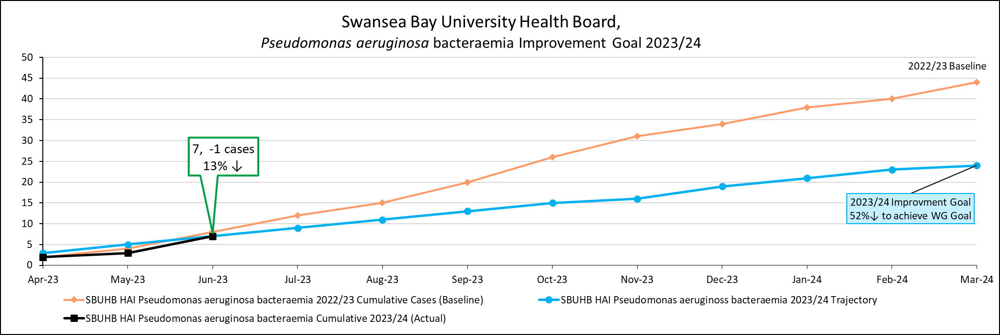 Swansea Bay University Health Board,
Pseudomonas aeruginosa bacteraemia Improvement Goal 2023/24
50
45
40
35
30
25
20
15
10
5
0
2022/23 Baseline
7, -1 cases
13% ↓
2023/24 Improvment Goal
52%↓ to achieve WG Goal
Apr-23 May-23 Jun-23 Jul-23 Aug-23 Sep-23 Oct-23 Nov-23 Dec-23 Jan-24 Feb-24 Mar-24
SBUHB HAI Pseudomonas aeruginosa bacteraemia 2022/23 Cumulative Cases (Baseline)
SBUHB HAI Pseudomonas aeruginoss bacteraemia 2023/24 Trajectory
SBUHB HAI Pseudomonas aeruginosa bacteraemia Cumulative 2023/24 (Actual)